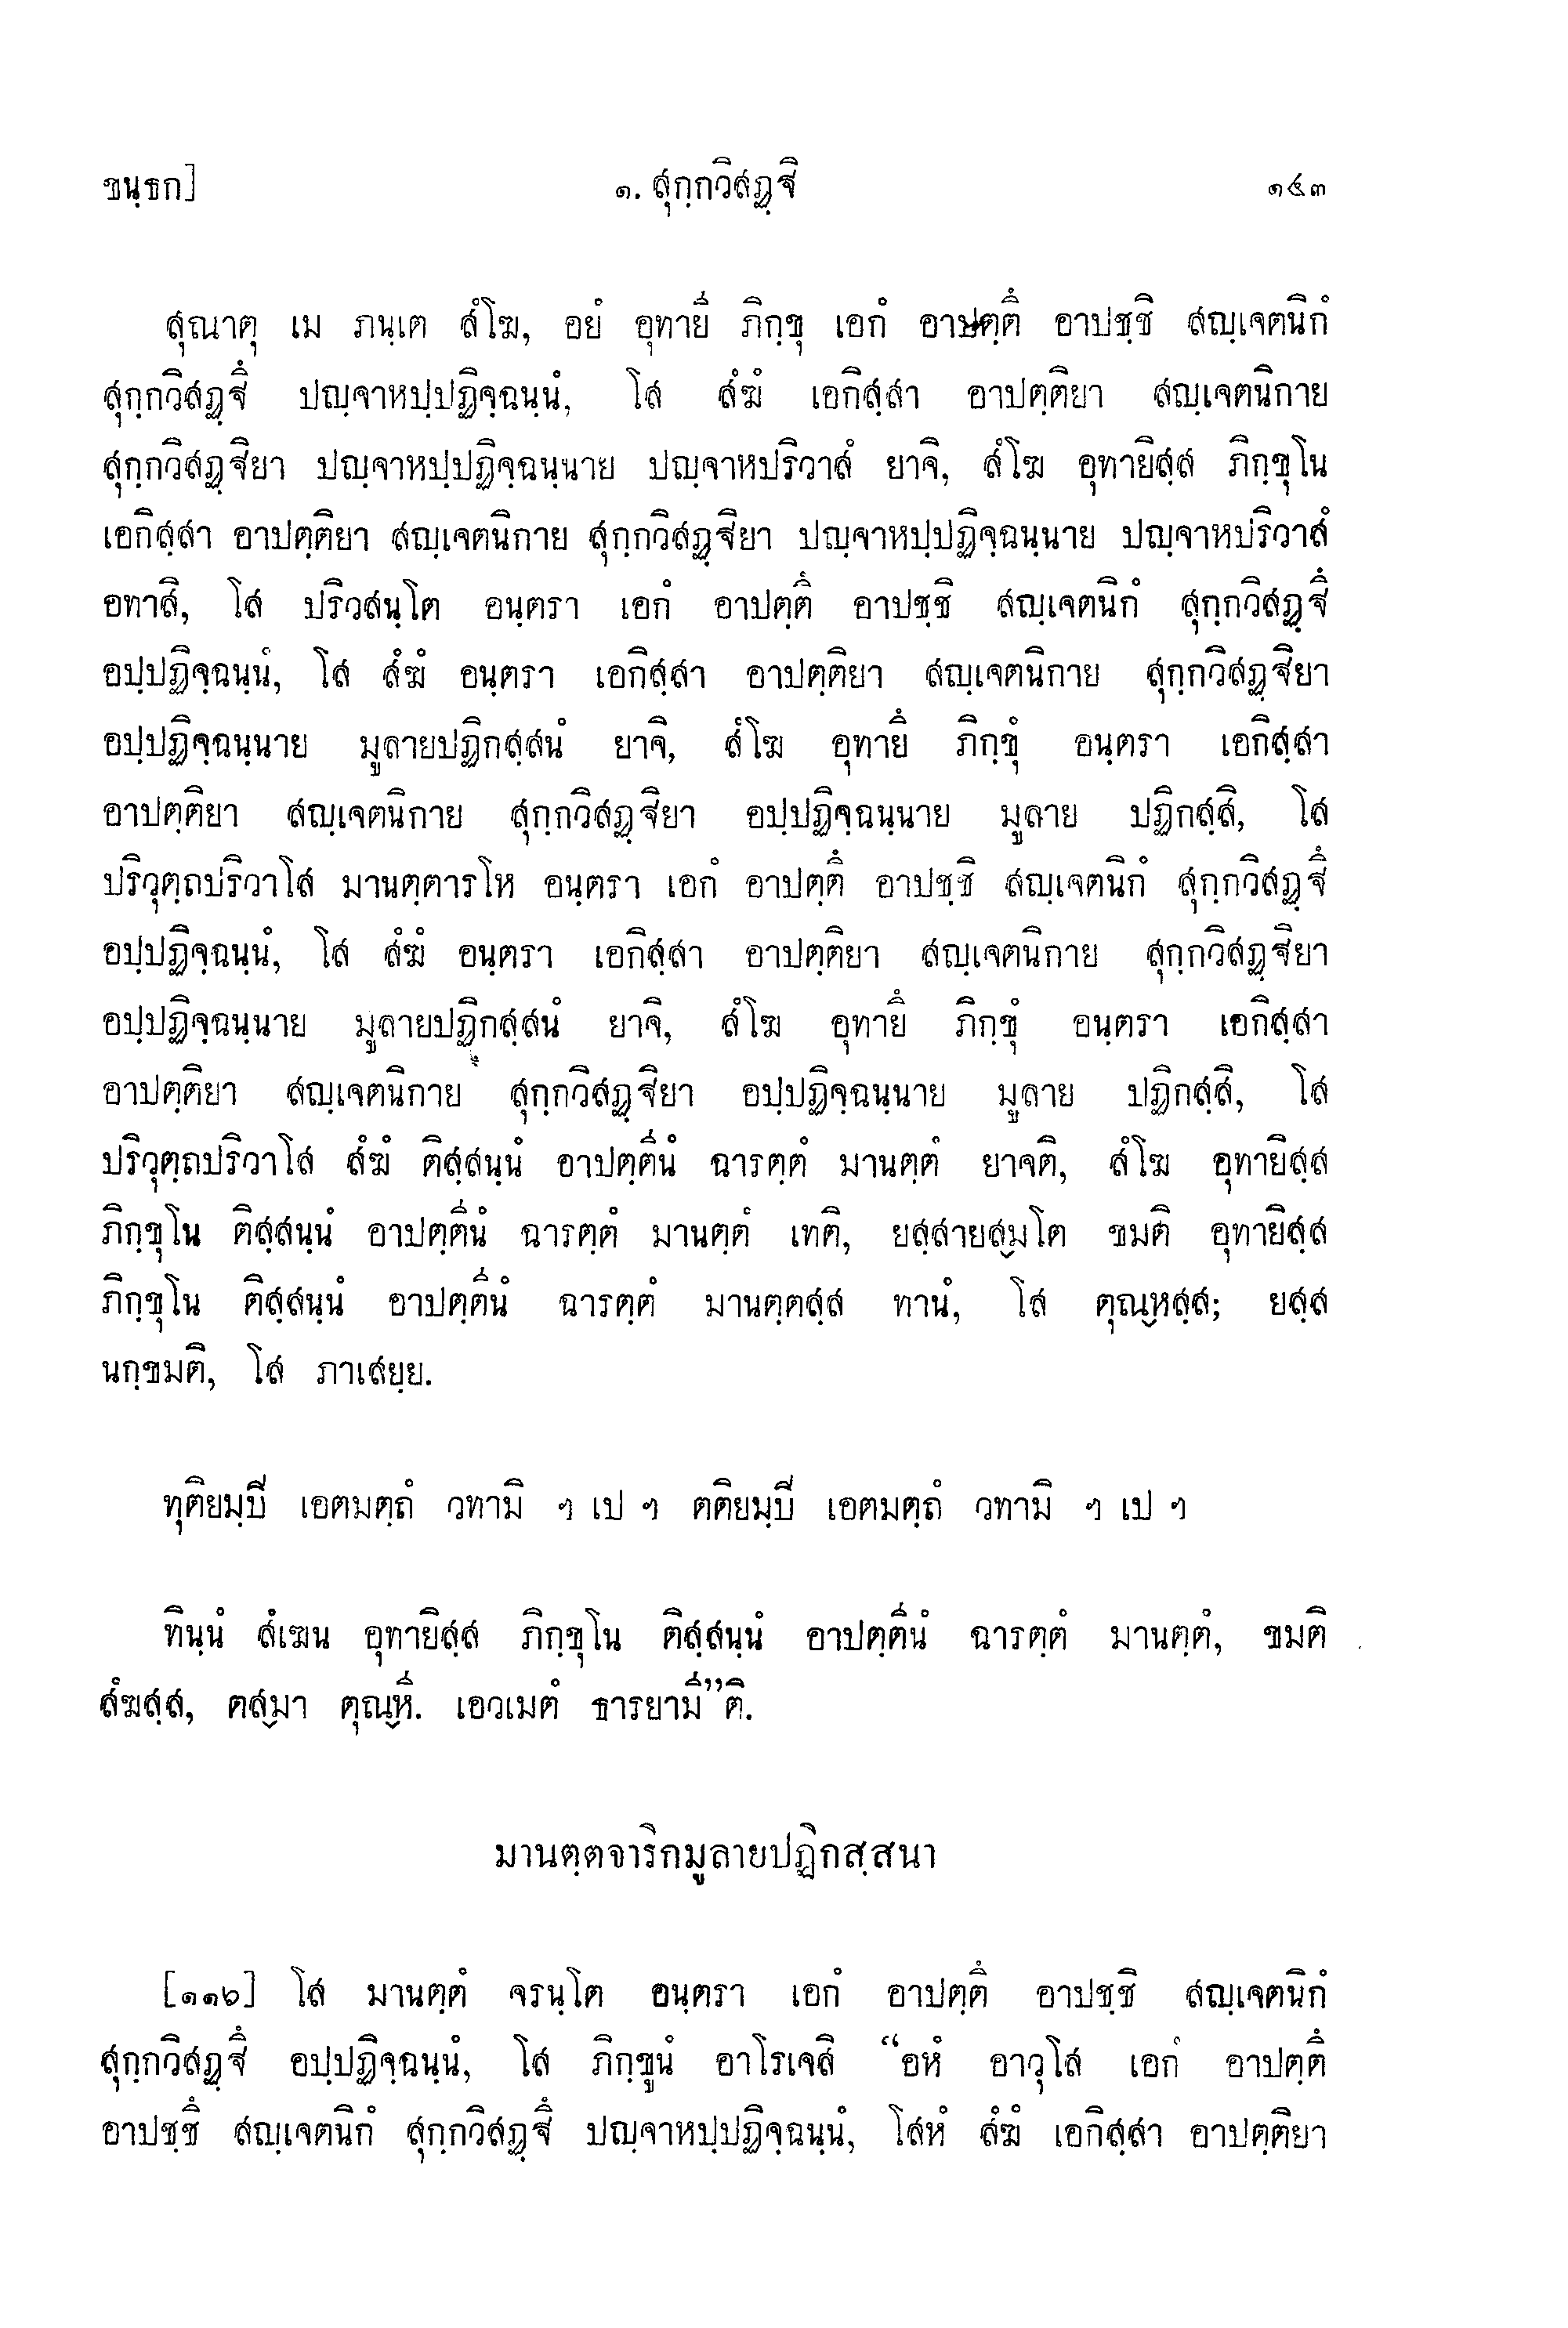 ขนฺธก]	๑. สุกฺกวิสฏฺฐิ	๑๕๓
สุณาตุ เม ภนฺเต สํโฆ, อยํ อุทายี ภิกฺขุ เอกํ อาปตฺตึ อาปชฺชิ สญฺเจตนิกํ
สุกฺกวิสฏฺฐึ ปญฺจาหปฺปฏิจฺฉนฺนํ, โส สํฆํ เอกิสฺสา อาปตฺติยา สญฺเจตนิกาย
สุกฺกวิสฏฺฐิยา ปญฺจาหปฺปฏิจฺฉนฺนาย ปญฺจาหปริวาสํ ยาจิ, สํโฆ อุทายิสฺส ภิกฺขุโน
เอกิสฺสา อาปตฺติยา สญฺเจตนิกาย สุกฺกวิสฏฺฐิยา ปญฺจาหปฺปฏิจฺฉนฺนาย ปญฺจาหปริวาสํ
อทาสิ, โส ปริวสนฺโต อนฺตรา เอกํ อาปตฺตึ อาปชฺชิ สญฺเจตนิกํ สุกฺกวิสฏฺฐึ
อปฺปฏิจฺฉนฺนํ, โส สํฆํ อนฺตรา เอกิสฺสา อาปตฺติยา สญฺเจตนิกาย สุกฺกวิสฏฺฐิยา
อปฺปฏิจฺฉนฺนาย มูลายปฏิกสฺสนํ ยาจิ, สํโฆ อุทายึ ภิกฺขุํ อนฺตรา เอกิสฺสา
อาปตฺติยา สญฺเจตนิกาย สุกฺกวิสฏฺฐิยา อปฺปฏิจฺฉนฺนาย มูลาย ปฏิกสฺสิ, โส
ปริวุตฺถปริวาโส มานตฺตารโห อนฺตรา เอกํ อาปตฺตึ อาปชฺชิ สญฺเจตนิกํ สุกฺกวิสฏฺฐึ
อปฺปฏิจฺฉนฺนํ, โส สํฆํ อนฺตรา เอกิสฺสา อาปตฺติยา สญฺเจตนิกาย สุกฺกวิสฏฺฐิยา
อปฺปฏิจฺฉนฺนาย มูลายปฏิกสฺสนํ ยาจิ, สํโฆ อุทายึ ภิกฺขุํ อนฺตรา เอกิสฺสา
อาปตฺติยา สญฺเจตนิกาย สุกฺกวิสฏฺฐิยา อปฺปฏิจฺฉนฺนาย มูลาย ปฏิกสฺสิ, โส
ปริวุตฺถปริวาโส สํฆํ ติสฺสนฺนํ อาปตฺตีนํ ฉารตฺตํ มานตฺตํ ยาจติ, สํโฆ อุทายิสฺส
ภิกฺขุโน ติสฺสนฺนํ อาปตฺตีนํ ฉารตฺตํ มานตฺตํ เทติ, ยสฺสายสฺมโต ขมติ อุทายิสฺส
ภิกฺขุโน ติสฺสนฺนํ อาปตฺตีนํ ฉารตฺตํ มานตฺตสฺส ทานํ, โส ตุณฺหสฺส; ยสฺส
นกฺขมติ, โส ภาเสยฺย.
ทุติยมฺปี เอตมตฺถํ วทามิ ฯ เป ฯ ตติยมฺปี เอตมตฺถํ วทามิ ฯ เป ฯ
ทินฺนํ สํเฆน อุทายิสฺส ภิกฺขุโน ติสฺสนฺนํ อาปตฺตีนํ ฉารตฺตํ มานตฺตํ, ขมติ
สํฆสฺส, ตสฺมา ตุณฺหี. เอวเมตํ ธารยามี”ติ.
มานตฺตจาริกมูลายปฏิกสฺสนา
[๑๑๖] โส มานตฺตํ จรนฺโต อนฺตรา เอกํ อาปตฺตึ อาปชฺชิ สญฺเจตนิกํ
สุกฺกวิสฏฺฐึ อปฺปฏิจฺฉนฺนํ, โส ภิกฺขูนํ อาโรเจสิ “อหํ อาวุโส เอกํ อาปตฺตึ
อาปชฺชึ สญฺเจตนิกํ สุกฺกวิสฏฺฐึ ปญฺจาหปฺปฏิจฺฉนฺนํ, โสหํ สํฆํ เอกิสฺสา อาปตฺติยา